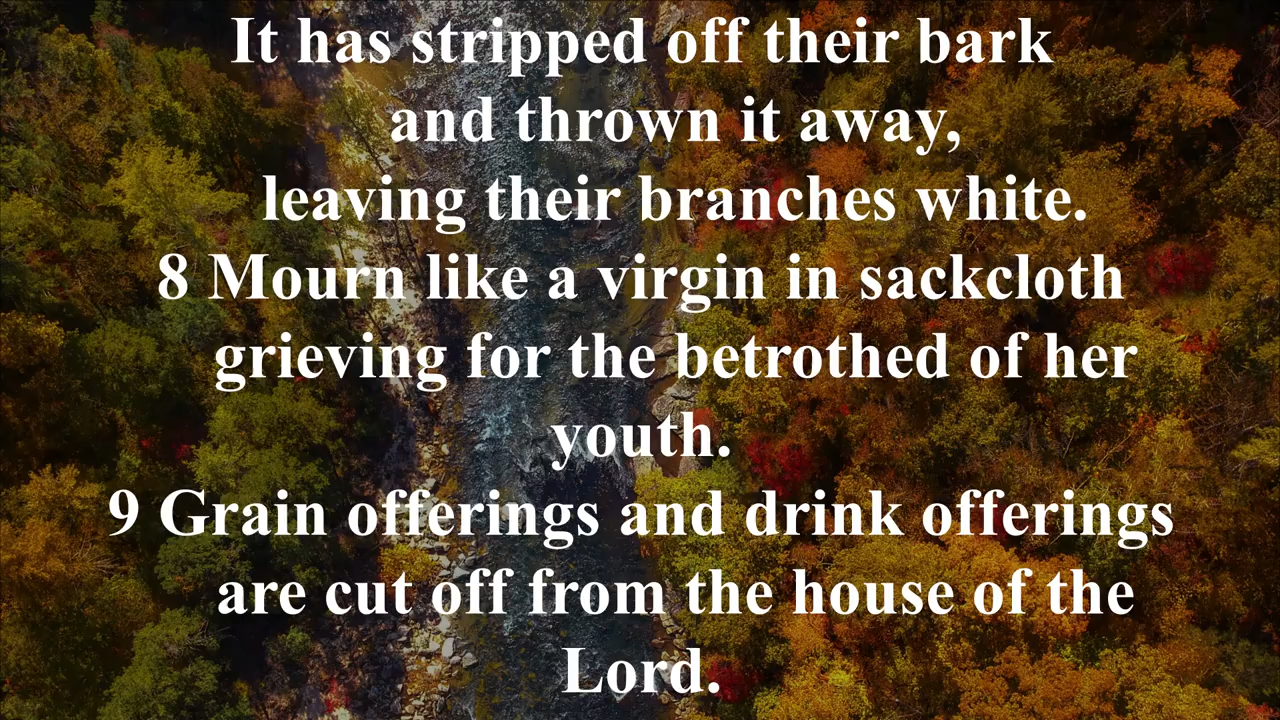 It has stripped off their bark
and thrown it away,
leaving their branches white.
8 Mourn like a virgin in sackcloth
grieving for the betrothed of her
youth.
9 Grain offerings and drink offerings
are cut off from the house of the
Lord.